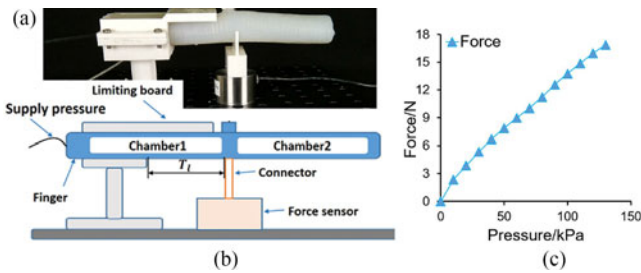 (a)
Limiting board
Supply pressure
Chamber1
Chamber2
T_l
Connector
Finger
Force sensor
(b)
Force/N
18
15
12
9
6
3
0
Force
0
50
100
150
Pressure/kPa
(c)